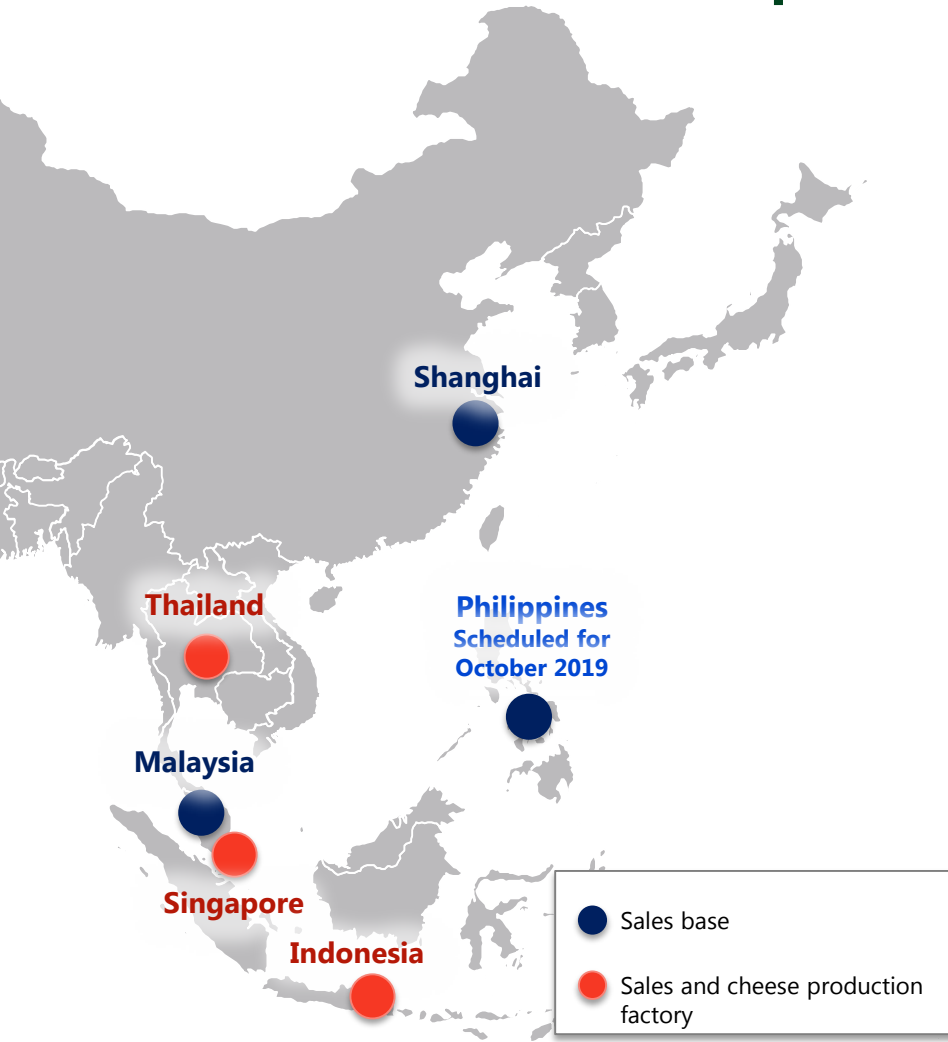 Shanghai
Thailand
Philippines
Scheduled for
October 2019
Malaysia
Singapore
Indonesia
Sales base
Sales and cheese production
factory